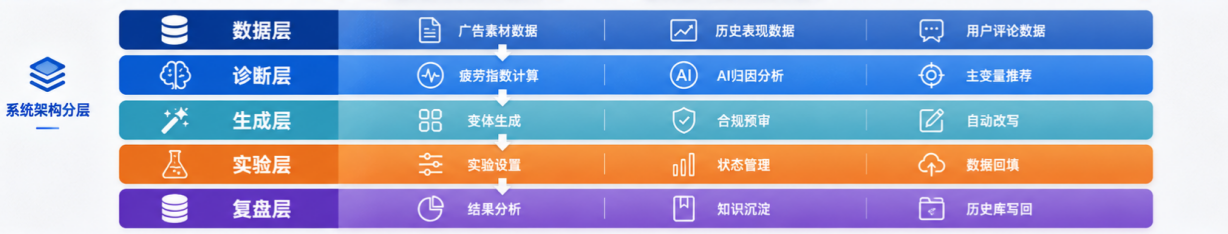 系统架构分层
数据层
广告素材数据
历史表现数据
用户评论数据
诊断层
疲劳指数计算
AI
AI归因分析
主变量推荐
生成层
变体生成
合规预审
自动改写
实验层
实验设置
状态管理
数据回填
复盘层
结果分析
知识沉淀
历史库写回